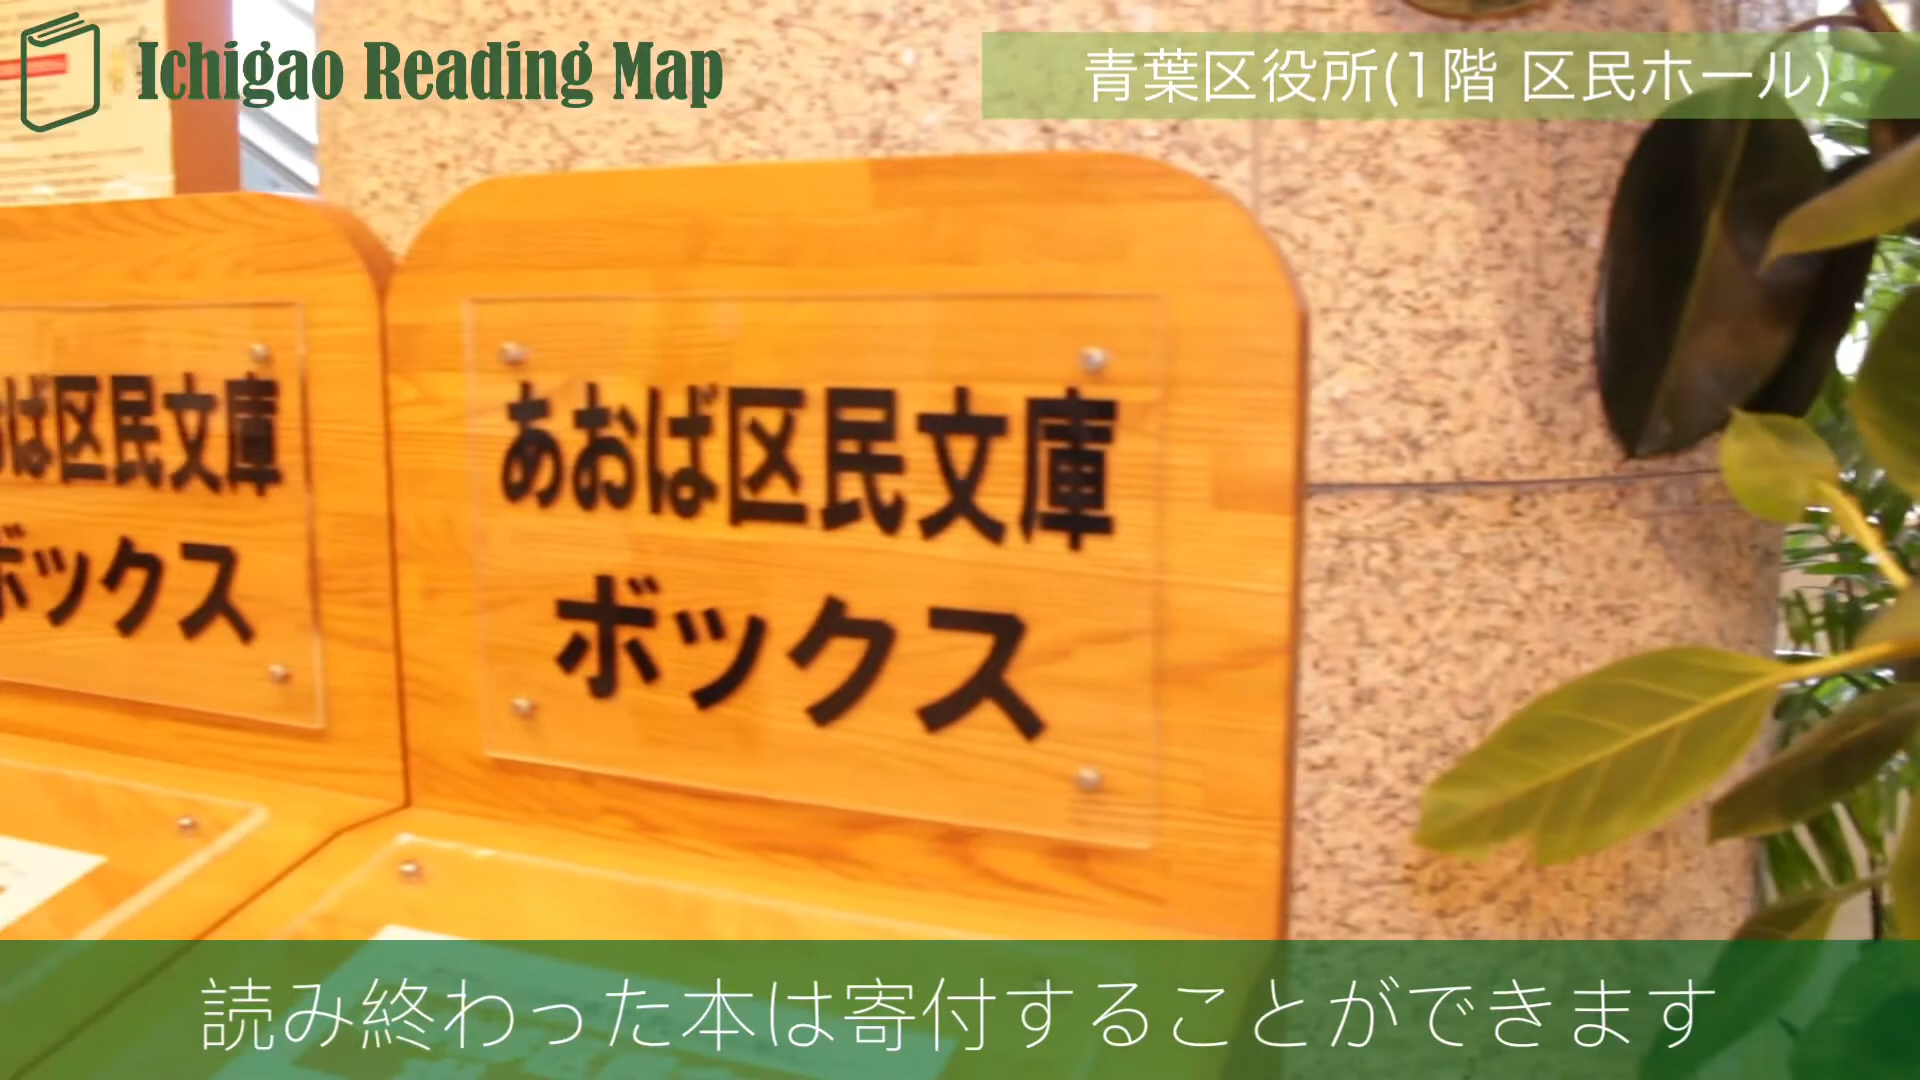 Ichigao Reading Map
青葉区役所(1階 区民ホール)
おば区民文庫
ボックス
あおば区民文庫
ボックス
読み終わった本は寄付することができます